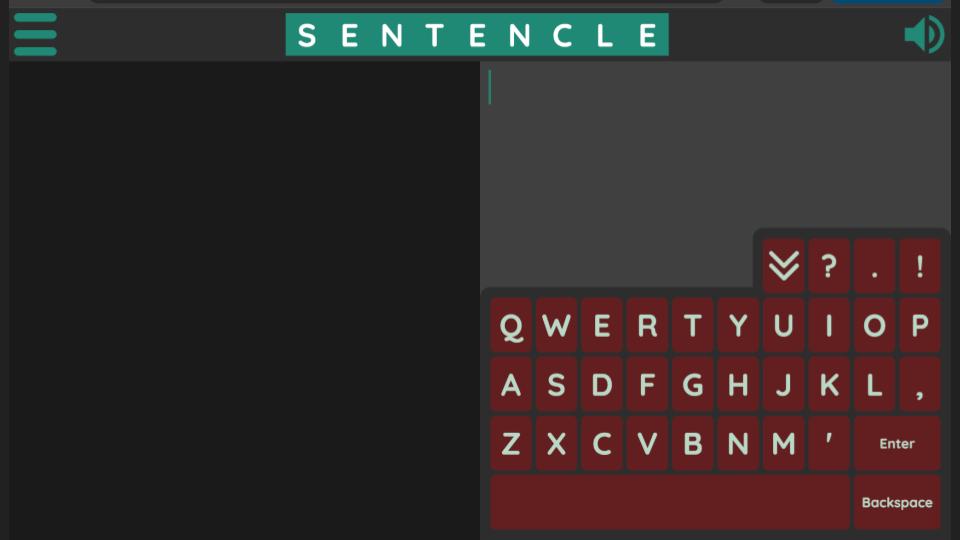 SENTENCLE
? . !
Q W E R T Y U I O P
A S D F G H J K L ,
Z X C V B N M ' Enter
Backspace